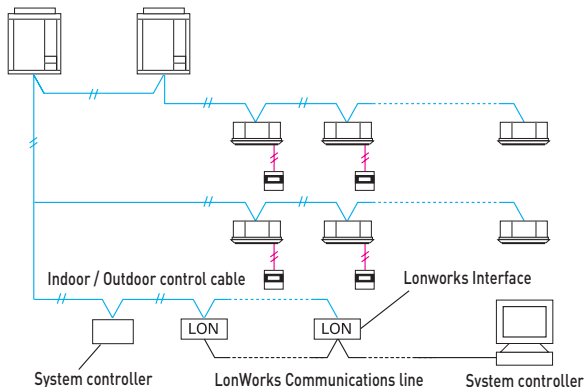 Indoor / Outdoor control cable
Lonworks Interface
LON
LON
System controller
LonWorks Communications line
System controller